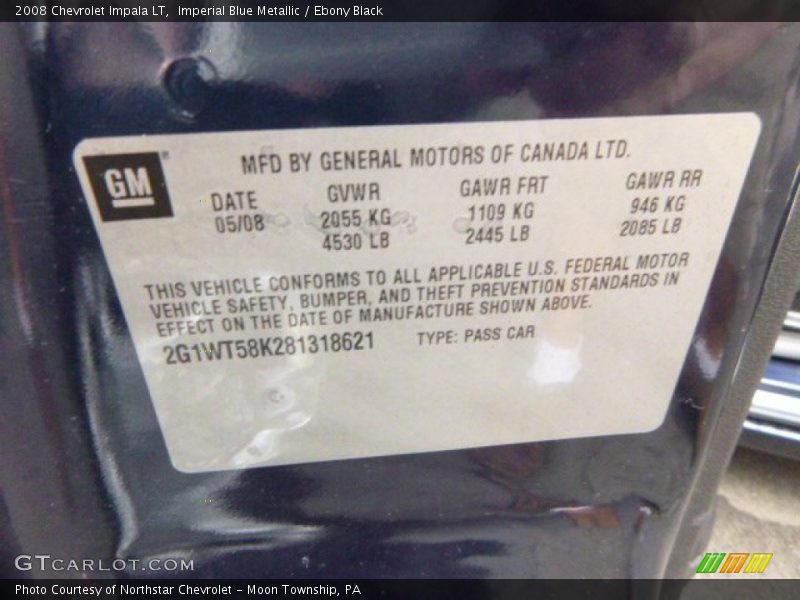 2008 Chevrolet Impala LT,  Imperial Blue Metallic / Ebony Black
GM
®
MFD BY GENERAL MOTORS OF CANADA LTD.
DATE GVWR GAWR FRT GAWR RR
05/08 2055 KG 1109 KG 946 KG
4530 LB 2445 LB 2085 LB
THIS VEHICLE CONFORMS TO ALL APPLICABLE U.S. FEDERAL MOTOR
VEHICLE SAFETY, BUMPER, AND THEFT PREVENTION STANDARDS IN
EFFECT ON THE DATE OF MANUFACTURE SHOWN ABOVE.
2G1WT58K281318621 TYPE: PASS CAR
GTCARLOT.COM
Photo Courtesy of Northstar Chevrolet - Moon Township, PA